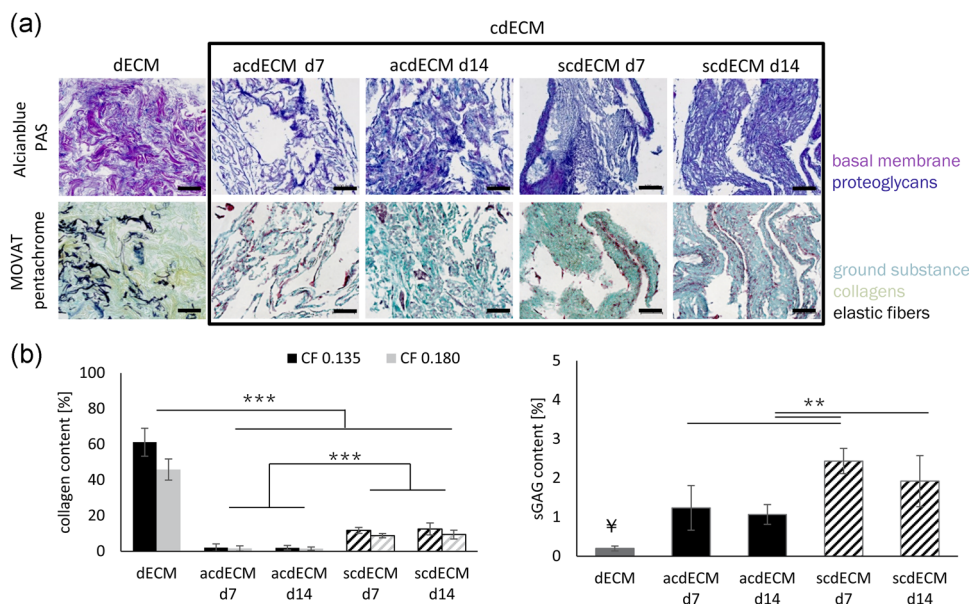 (a)
cdECM
dECM
acdECM d7
acdECM d14
scdECM d7
scdECM d14
Alcianblue
PAS
basal membrane
proteoglycans
MOVAT
pentachrome
ground substance
collagens
elastic fibers
(b)
CF 0.135
CF 0.180
collagen content [%]
100
80
60
40
20
0
***
***
dECM
acdECM
d7
acdECM
d14
scdECM
d7
scdECM
d14
sGAG content [%]
5
4
3
2
1
0
**
¥
dECM
acdECM
d7
acdECM
d14
scdECM
d7
scdECM
d14